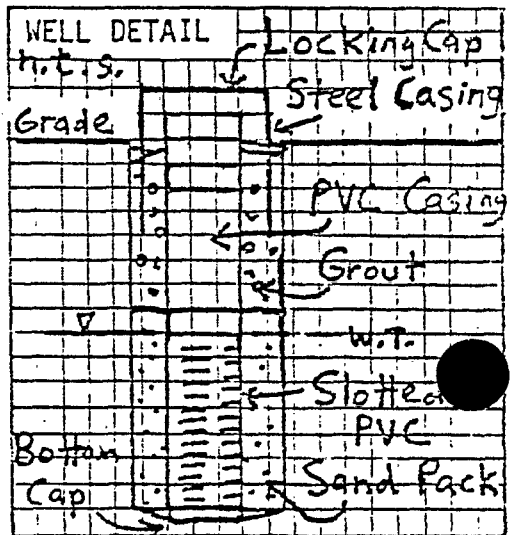 WELL DETAIL
n.t.s.
Locking Cap
Steel Casing
Grade
PVC Casing
Grout
W.T.
Slotted
PVC
Bottom
Cap
Sand Pack